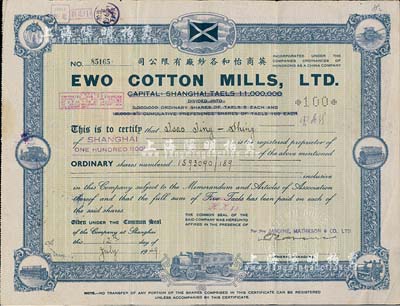 英商怡和各紗廠有限公司
INCORPORATED UNDER THE
COMPANIES ORDINANCES OF
HONGKONG AS A CHINA COMPANY
NO. 85165
EWO COTTON MILLS, LTD.
CAPITAL: SHANGHAI TAELS 11,000,000
DIVIDED INTO
ORDINARY SHARES OF TAELS 5 EACH AND
CUMULATIVE PREFERENCE SHARES OF TAELS 100 EACH
100
This is to certify that
of SHANGHAI is registered proprietor of
ONE HUNDRED of the above mentioned
ORDINARY shares numbered 1593090/189
inclusive
in this Company subject to the Memorandum and Articles of Association
thereof and that the full sum of Five Taels has been paid on each of
the said shares
Given under the Common Seal
of the Company at Shanghai
this day of
July 19
THE COMMON SEAL OF THE
SAID COMPANY WAS HEREUNTO
AFFIXED IN THE PRESENCE OF
For Pro JARDINE, MATHESON & CO. LTD.
GENERAL MANAGERS
NOTE:-NO TRANSFER OF ANY PORTION OF THE SHARES COMPRISED IN THIS CERTIFICATE CAN BE REGISTERED
UNLESS ACCOMPANIED BY THIS CERTIFICATE